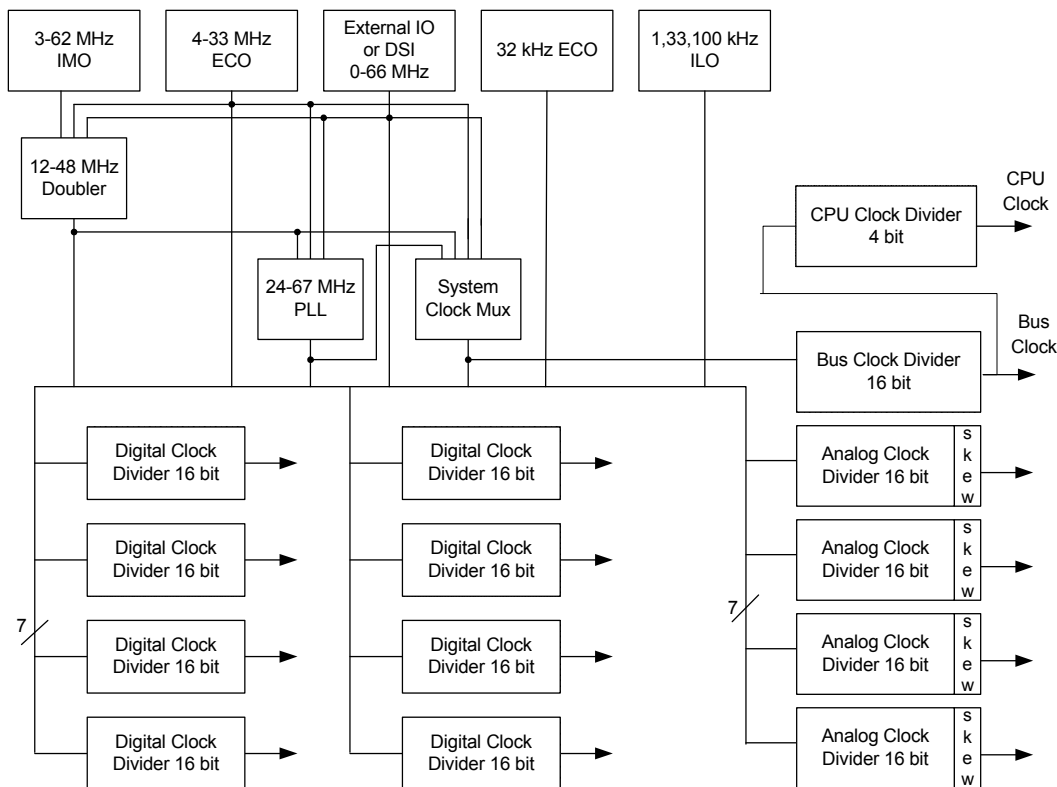 3-62 MHz
IMO
4-33 MHz
ECO
External IO
or DSI
0-66 MHz
32 kHz ECO
1,33,100 kHz
ILO
12-48 MHz
Doubler
CPU
Clock
CPU Clock Divider
4 bit
24-67 MHz
PLL
System
Clock Mux
Bus
Clock
Bus Clock Divider
16 bit
Digital Clock
Divider 16 bit
Digital Clock
Divider 16 bit
Analog Clock
Divider 16 bit
s
k
e
w
Digital Clock
Divider 16 bit
Digital Clock
Divider 16 bit
Analog Clock
Divider 16 bit
s
k
e
w
7
7
Digital Clock
Divider 16 bit
Digital Clock
Divider 16 bit
Analog Clock
Divider 16 bit
s
k
e
w
Digital Clock
Divider 16 bit
Digital Clock
Divider 16 bit
Analog Clock
Divider 16 bit
s
k
e
w